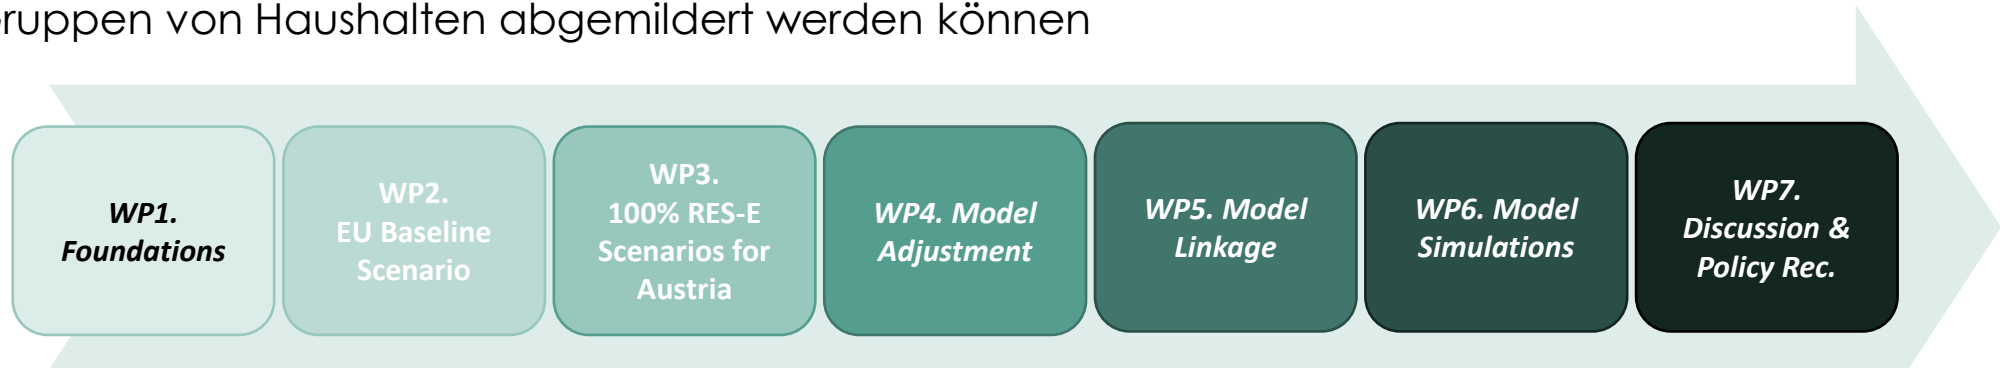 ruppen von Haushalten abgemildert werden können
WP1.
Foundations
WP2.
EU Baseline
Scenario
WP3.
100% RES-E
Scenarios for
Austria
WP4. Model
Adjustment
WP5. Model
Linkage
WP6. Model
Simulations
WP7.
Discussion &
Policy Rec.